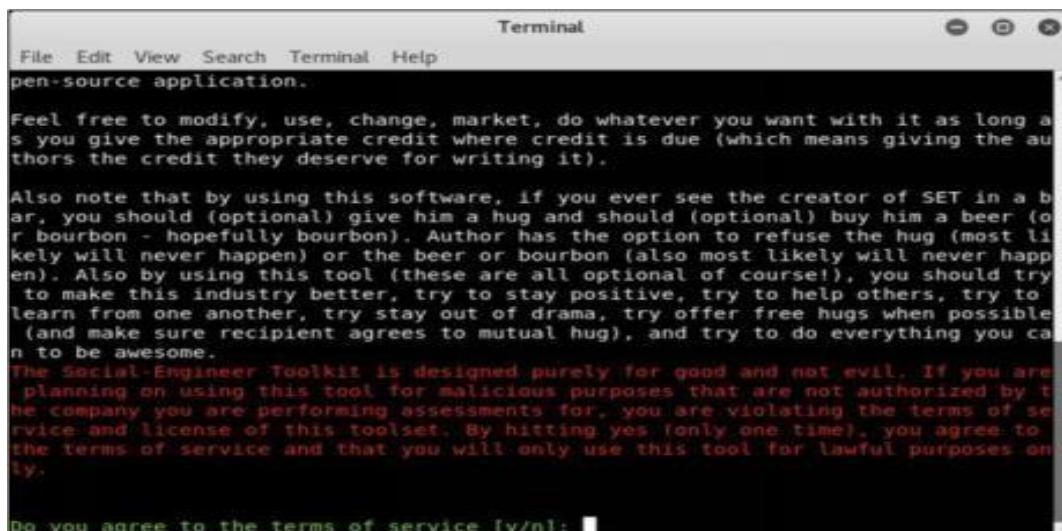 Terminal
File Edit View Search Terminal Help
pen-source application.
Feel free to modify, use, change, market, do whatever you want with it as long a
s you give the appropriate credit where credit is due (which means giving the au
thors the credit they deserve for writing it).
Also note that by using this software, if you ever see the creator of SET in a b
ar, you should (optional) give him a hug and should (optional) buy him a beer (o
r bourbon - hopefully bourbon). Author has the option to refuse the hug (most li
kely will never happen) or the beer or bourbon (also most likely will never happ
en). Also by using this tool (these are all optional of course!), you should try
 to make this industry better, try to stay positive, try to help others, try to
learn from one another, try stay out of drama, try offer free hugs when possible
 (and make sure recipient agrees to mutual hug), and try to do everything you ca
n to be awesome.
The Social-Engineer Toolkit is designed purely for good and not evil. If you are
 planning on using this tool for malicious purposes that are not authorized by t
he company you are performing assessments for, you are violating the terms of se
rvice and license of this toolset. By hitting yes (only one time), you agree to
the terms of service and that you will only use this tool for lawful purposes on
ly.
Do you agree to the terms of service [y/n]: